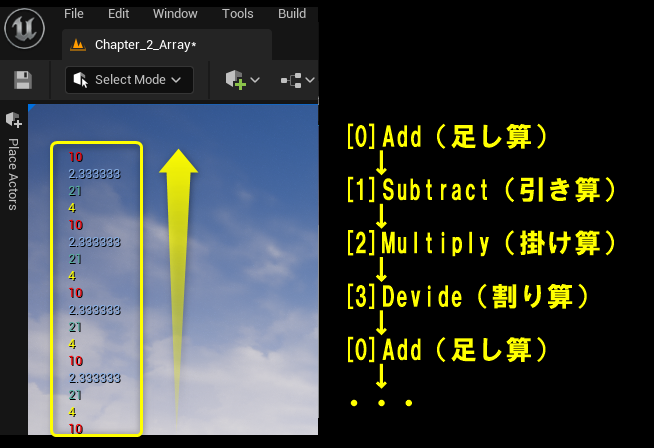 File Edit Window Tools Build
Chapter_2_Array*
Select Mode
Place Actors
10
2.333333
21
4
10
2.333333
21
4
10
2.333333
21
4
10
2.333333
21
4
10
[0]Add(足し算)
↓
[1]Subtract(引き算)
↓
[2]Multiply(掛け算)
↓
[3]Devide(割り算)
↓
[0]Add(足し算)
↓
・・・